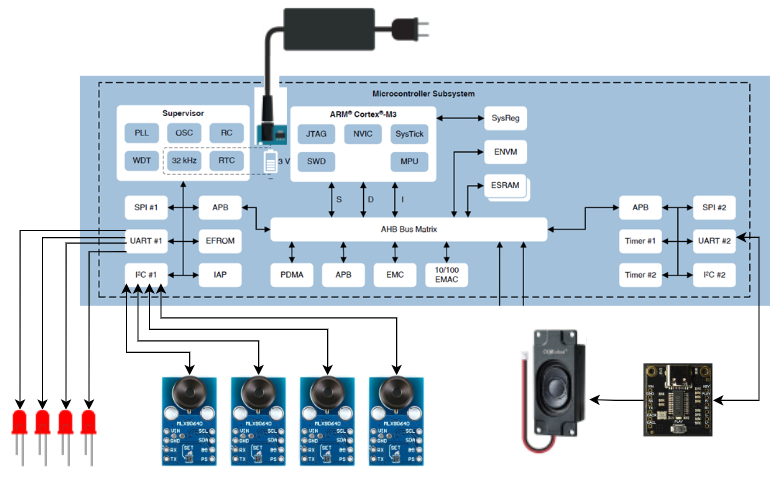 Microcontroller Subsystem
Supervisor
PLL
OSC
RC
WDT
32 kHz
RTC
3 V
ARM® Cortex®-M3
JTAG
NVIC
SysTick
SWD
MPU
SysReg
ENVM
ESRAM
S
D
I
SPI #1
APB
UART #1
EFROM
I²C #1
IAP
AHB Bus Matrix
PDMA
APB
EMC
10/100
EMAC
APB
SPI #2
Timer #1
UART #2
Timer #2
I²C #2
MLX90640
VIN
GND
SCL
SDA
SET
RX
TX
PS
MLX90640
VIN
GND
SCL
SDA
SET
RX
TX
PS
MLX90640
VIN
GND
SCL
SDA
SET
RX
TX
PS
MLX90640
VIN
GND
SCL
SDA
SET
RX
TX
PS